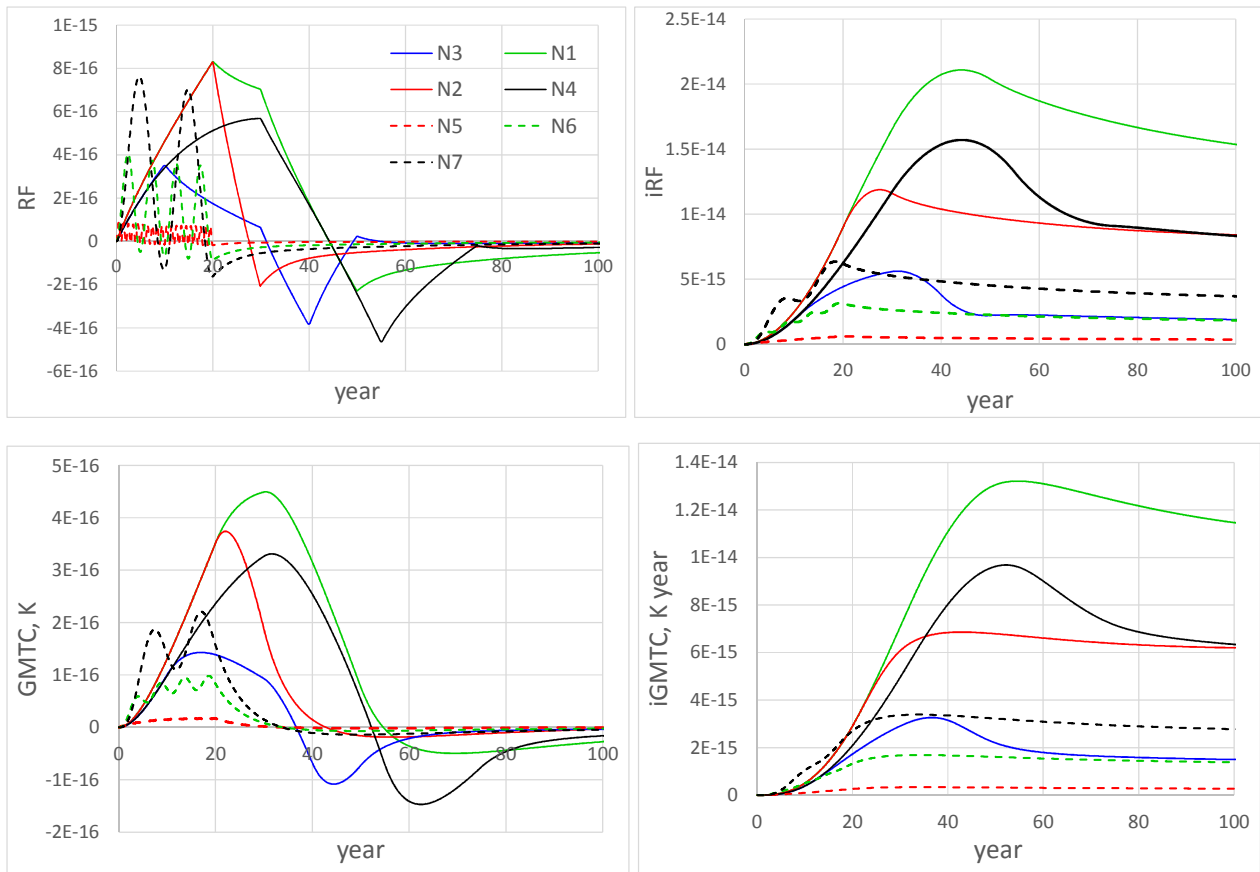 1E-15
8E-16
6E-16
4E-16
2E-16
0
-2E-16
-4E-16
-6E-16
RF
0 20 40 60 80 100
year
N3 N1
N2 N4
N5 N6
N7
2.5E-14
2E-14
1.5E-14
1E-14
5E-15
0
iRF
0 20 40 60 80 100
year
5E-16
4E-16
3E-16
2E-16
1E-16
0
-1E-16
-2E-16
GMTC, K
0 20 40 60 80 100
year
1.4E-14
1.2E-14
1E-14
8E-15
6E-15
4E-15
2E-15
0
iGMTC, K year
0 20 40 60 80 100
year